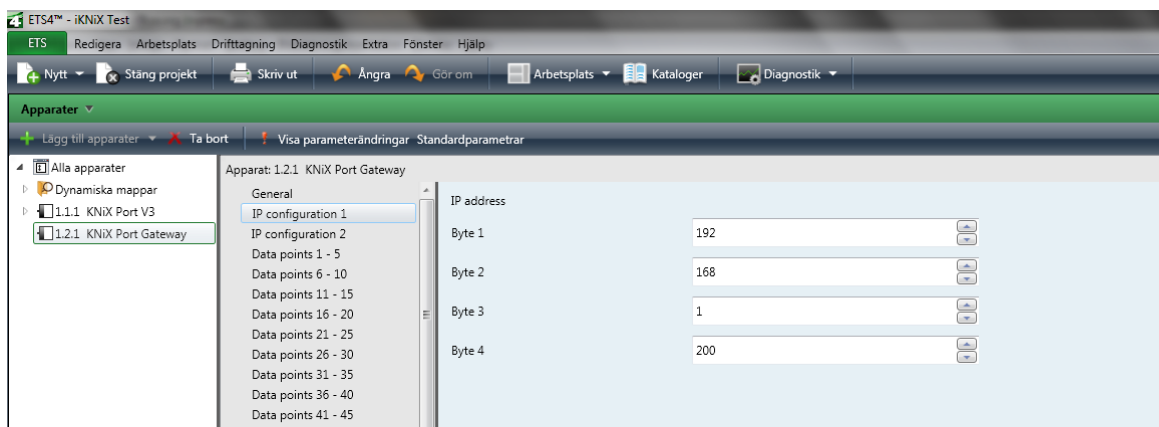 ETS4™ - iKNiX Test
ETS Redigera Arbetsplats Drifttagning Diagnostik Extra Fönster Hjälp
Nytt Stäng projekt Skriv ut Ångra Gör om Arbetsplats Kataloger Diagnostik
Apparater
Lägg till apparater Ta bort Visa parameterändringar Standardparametrar
Alla apparater
Dynamiska mappar
1.1.1 KNiX Port V3
1.2.1 KNiX Port Gateway
Apparat: 1.2.1 KNiX Port Gateway
General
IP configuration 1
IP configuration 2
Data points 1 - 5
Data points 6 - 10
Data points 11 - 15
Data points 16 - 20
Data points 21 - 25
Data points 26 - 30
Data points 31 - 35
Data points 36 - 40
Data points 41 - 45
IP address
Byte 1 192
Byte 2 168
Byte 3 1
Byte 4 200